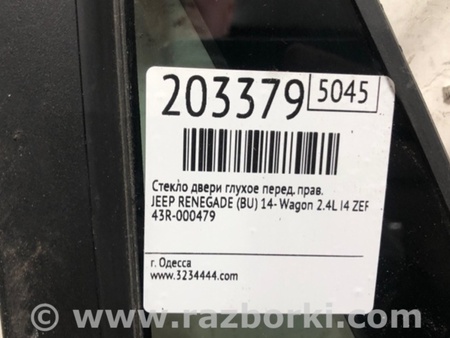 203379 5045
Стекло двери глухое перед. прав.
JEEP RENEGADE (BU) 14- Wagon 2.4L I4 ZEF
43R-000479
г. Одесса
www.3234444.com
© www.razborki.com